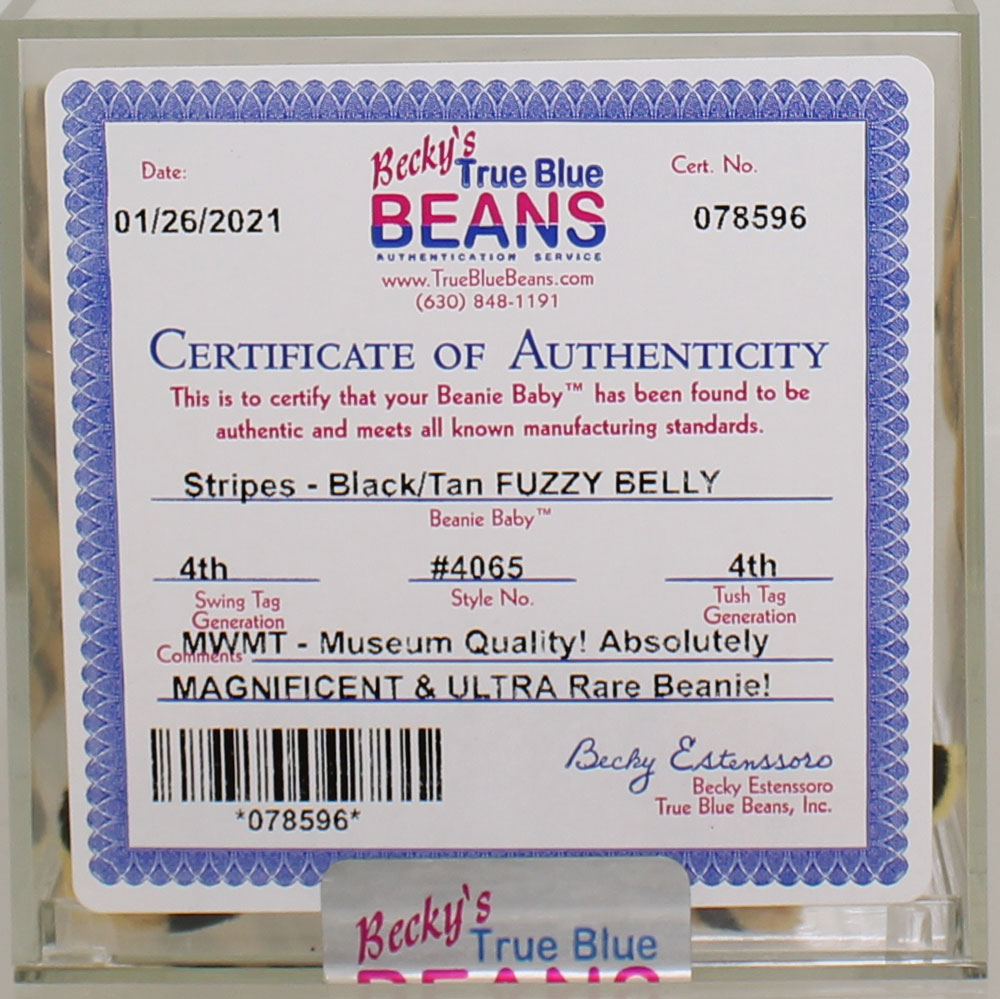 Becky's
True Blue
BEANS
AUTHENTICATION SERVICE
www.TrueBlueBeans.com
(630) 848-1191
Date:
01/26/2021
Cert. No.
078596
CERTIFICATE OF AUTHENTICITY
This is to certify that your Beanie Baby™ has been found to be
authentic and meets all known manufacturing standards.
Stripes - Black/Tan FUZZY BELLY
Beanie Baby™
4th #4065 4th
Swing Tag Generation
Style No.
Tush Tag Generation
Comments MWMT - Museum Quality! Absolutely
MAGNIFICENT & ULTRA Rare Beanie!
*078596*
Becky Estenssoro
Becky Estenssoro
True Blue Beans, Inc.
Becky's
True Blue
BEANS